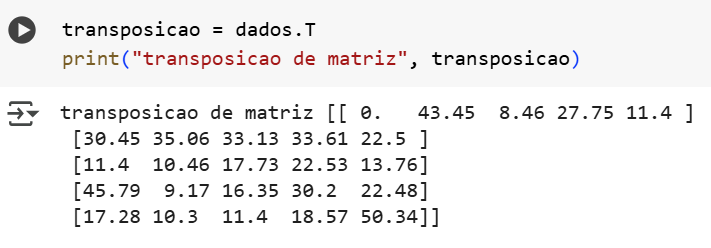 transposicao = dados.T
print("transposicao de matriz", transposicao)
transposicao de matriz [[ 0.   43.45  8.46 27.75 11.4 ]
 [30.45 35.06 33.13 33.61 22.5 ]
 [11.4  10.46 17.73 22.53 13.76]
 [45.79  9.17 16.35 30.2  22.48]
 [17.28 10.3  11.4  18.57 50.34]]